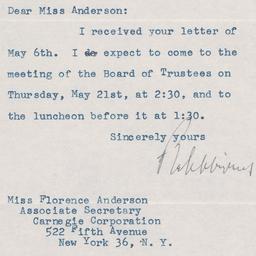 Dear Miss Anderson:
I received your letter of
May 6th. I do expect to come to the
meeting of the Board of Trustees on
Thursday, May 21st, at 2:30, and to
the luncheon before it at 1:30.
Sincerely yours
Miss Florence Anderson
Associate Secretary
Carnegie Corporation
522 Fifth Avenue
New York 36, N. Y.